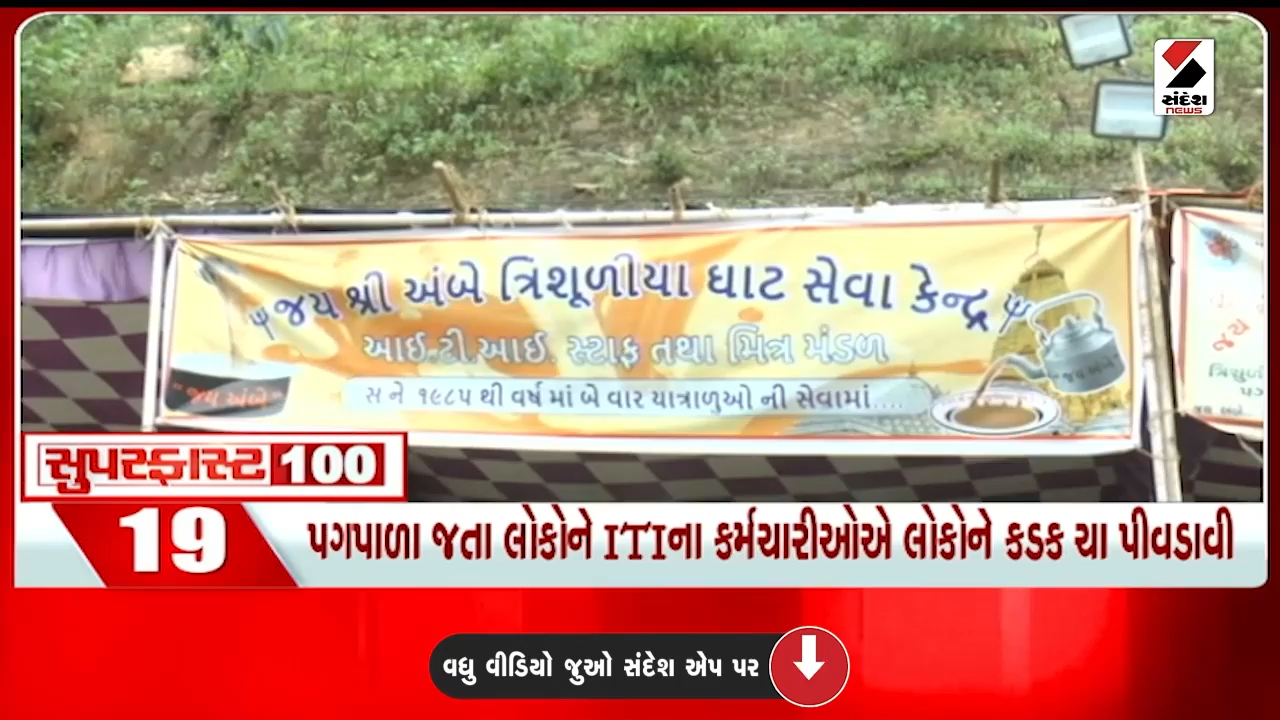 સંદેશ
NEWS
જય શ્રી અંબે ત્રિશૂળીયા ઘાટ સેવા કેન્દ્ર
આઈ.ટી.આઈ. સ્ટાફ તથા મિત્ર મંડળ
"જય અંબે"
સ ને ૧૯૮૫ થી વર્ષ માં બે વાર યાત્રાળુઓ ની સેવામાં....
"જય અંબે"
સુપરફાસ્ટ 100
19
પગપાળા જતા લોકોને ITIના કર્મચારીઓએ લોકોને કડક ચા પીવડાવી
વધુ વીડિયો જુઓ સંદેશ એપ પર